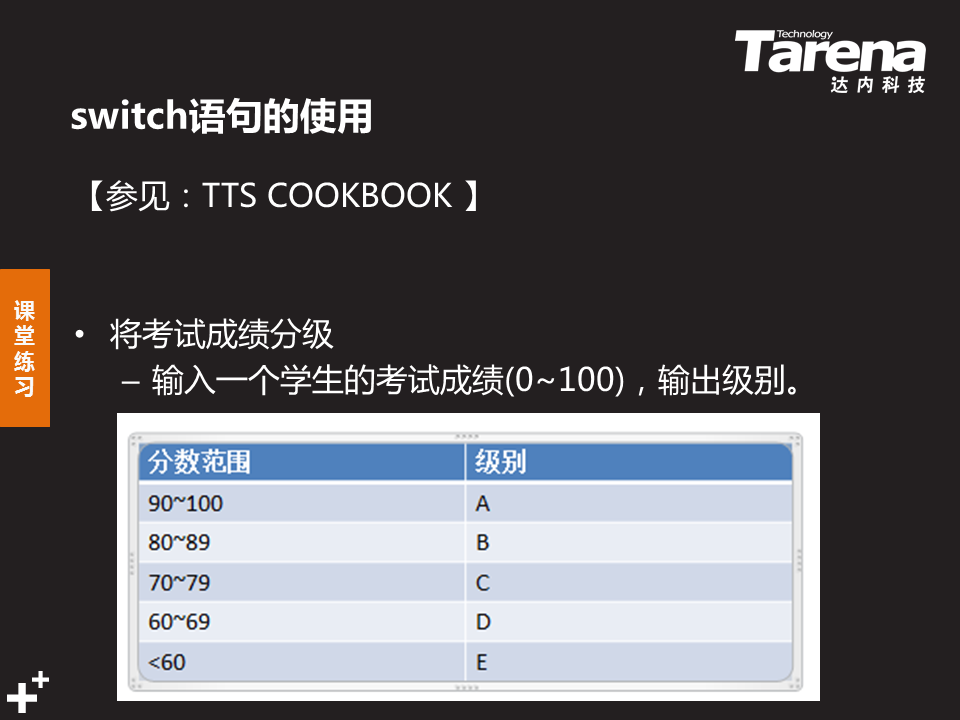 Technology
Tarena
达内科技
switch语句的使用
【参见：TTS COOKBOOK 】
课堂练习
• 将考试成绩分级
– 输入一个学生的考试成绩(0~100)，输出级别。
分数范围 级别
90~100 A
80~89 B
70~79 C
60~69 D
<60 E